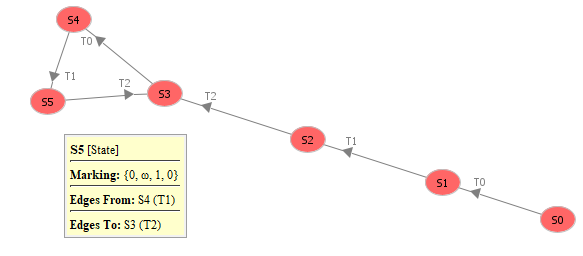 S4
T0
T1
S5
T2
S3
T2
S2
T1
S1
T0
S0
S5 [State]
Marking: {0, ω, 1, 0}
Edges From: S4 (T1)
Edges To: S3 (T2)